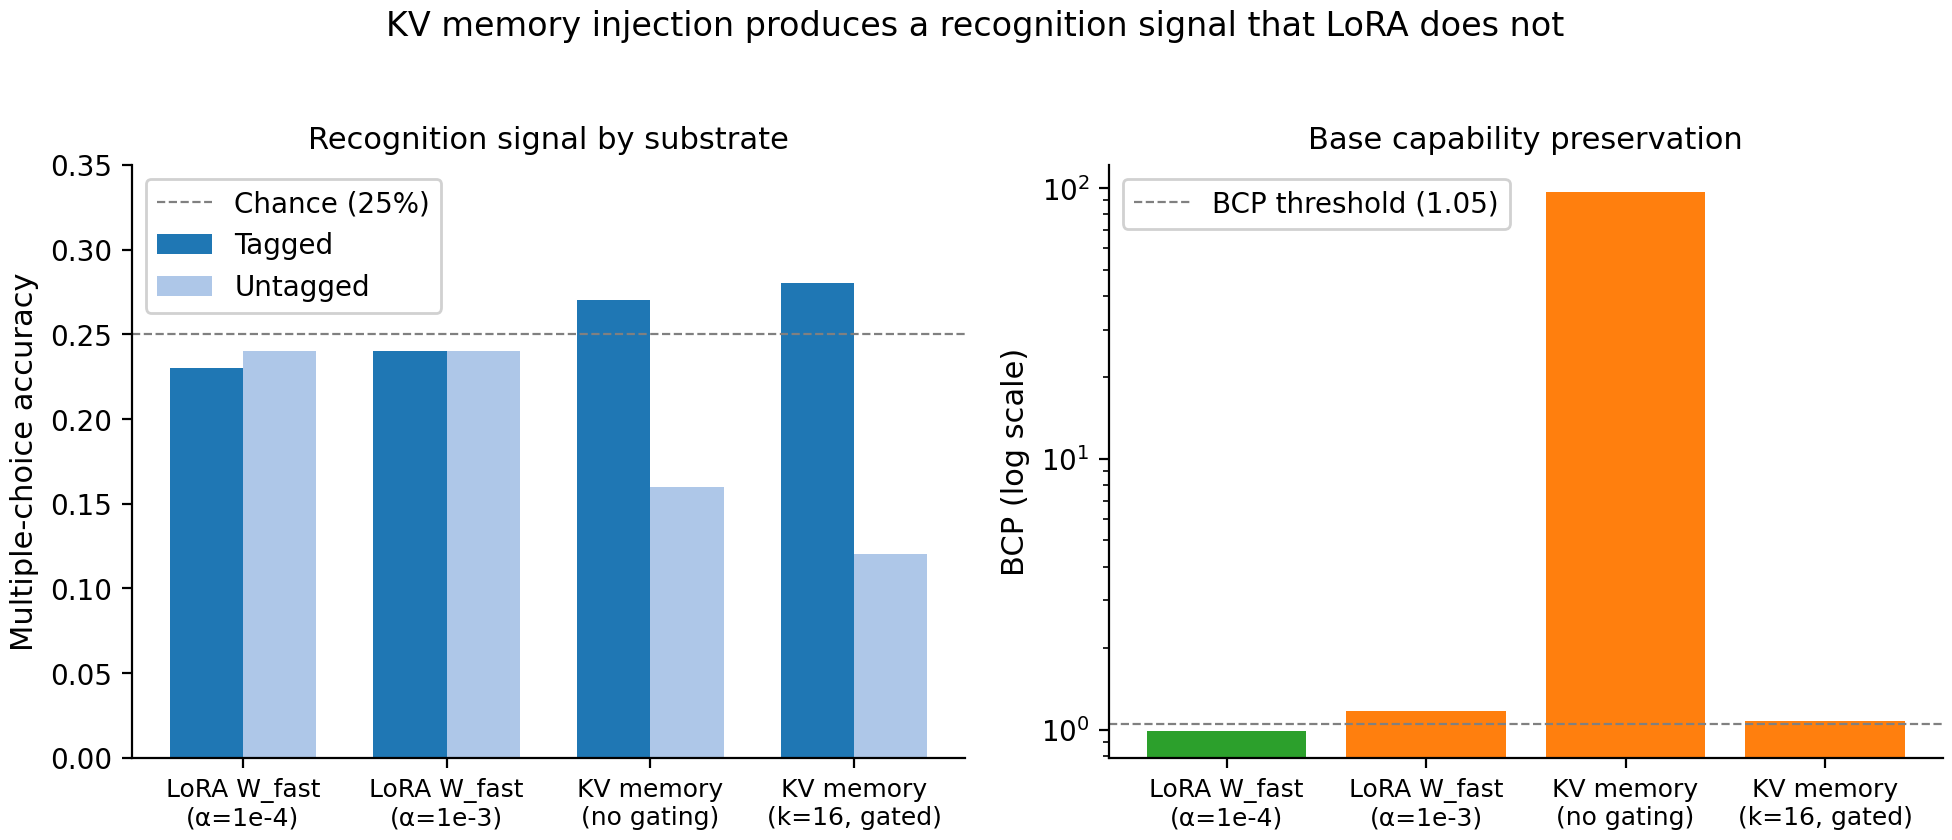 KV memory injection produces a recognition signal that LoRA does not
Recognition signal by substrate
Multiple-choice accuracy
0.35
0.30
0.25
0.20
0.15
0.10
0.05
0.00
Chance (25%)
Tagged
Untagged
LoRA W_fast
(α=1e-4)
LoRA W_fast
(α=1e-3)
KV memory
(no gating)
KV memory
(k=16, gated)
Base capability preservation
BCP (log scale)
10²
10¹
10⁰
BCP threshold (1.05)
LoRA W_fast
(α=1e-4)
LoRA W_fast
(α=1e-3)
KV memory
(no gating)
KV memory
(k=16, gated)